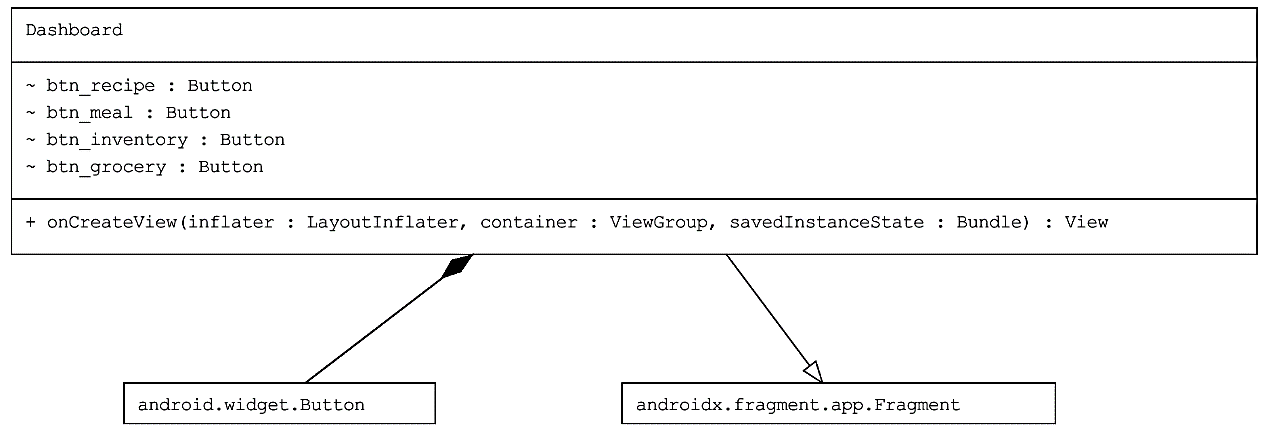 Dashboard
~ btn_recipe : Button
~ btn_meal : Button
~ btn_inventory : Button
~ btn_grocery : Button
+ onCreateView(inflater : LayoutInflater, container : ViewGroup, savedInstanceState : Bundle) : View
android.widget.Button
androidx.fragment.app.Fragment